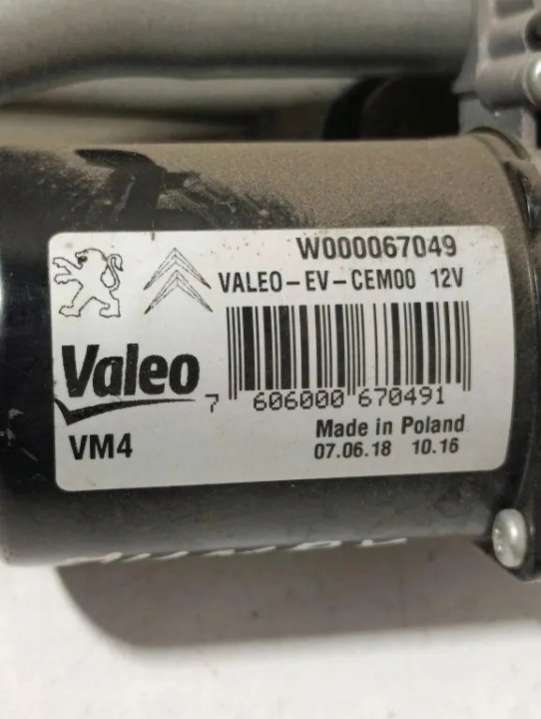 W000067049
VALEO-EV-CEM00 12V
Valeo
7 606000 670491
VM4
Made in Poland
07.06.18 10.16